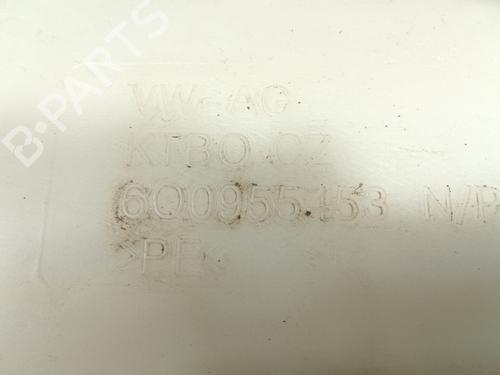 B-PARTS
VW-AG
KTBO CZ
6Q0955453 N/P
>PE<